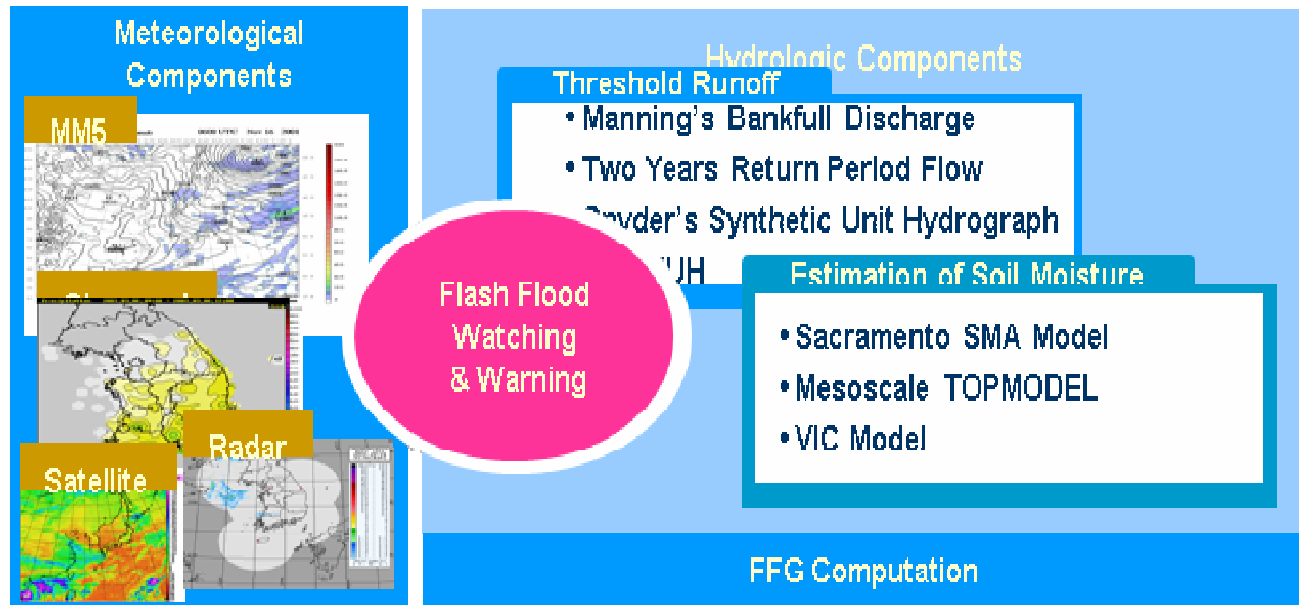 Meteorological
Components
MM5
Radar
Satellite
Hydrologic Components
Threshold Runoff
• Manning's Bankfull Discharge
• Two Years Return Period Flow
Snyder's Synthetic Unit Hydrograph
UH
Estimation of Soil Moisture
• Sacramento SMA Model
• Mesoscale TOPMODEL
• VIC Model
Flash Flood
Watching
& Warning
FFG Computation